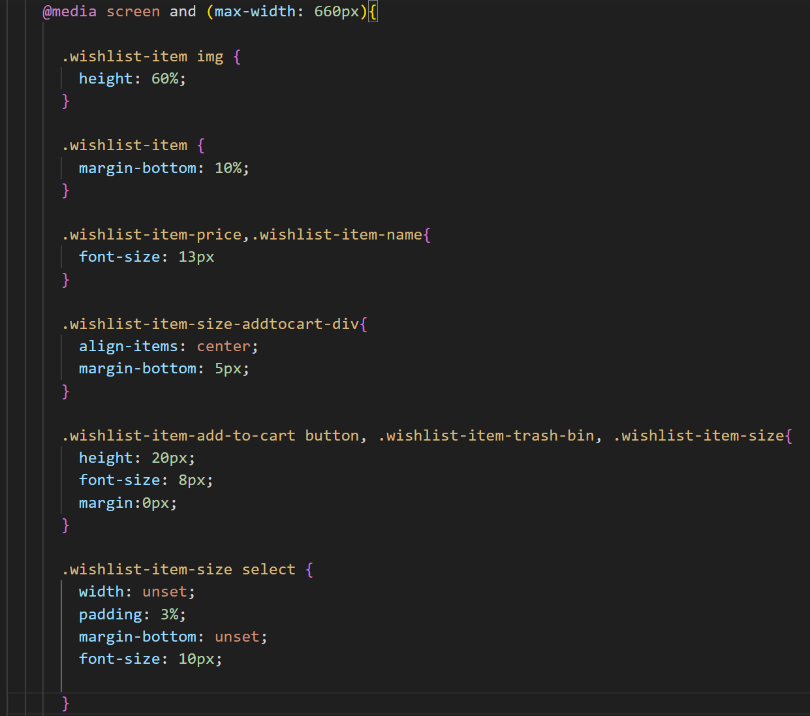 @media screen and (max-width: 660px){
.wishlist-item img {
height: 60%;
}
.wishlist-item {
margin-bottom: 10%;
}
.wishlist-item-price,.wishlist-item-name{
font-size: 13px
}
.wishlist-item-size-addtocart-div{
align-items: center;
margin-bottom: 5px;
}
.wishlist-item-add-to-cart button, .wishlist-item-trash-bin, .wishlist-item-size{
height: 20px;
font-size: 8px;
margin:0px;
}
.wishlist-item-size select {
width: unset;
padding: 3%;
margin-bottom: unset;
font-size: 10px;
}